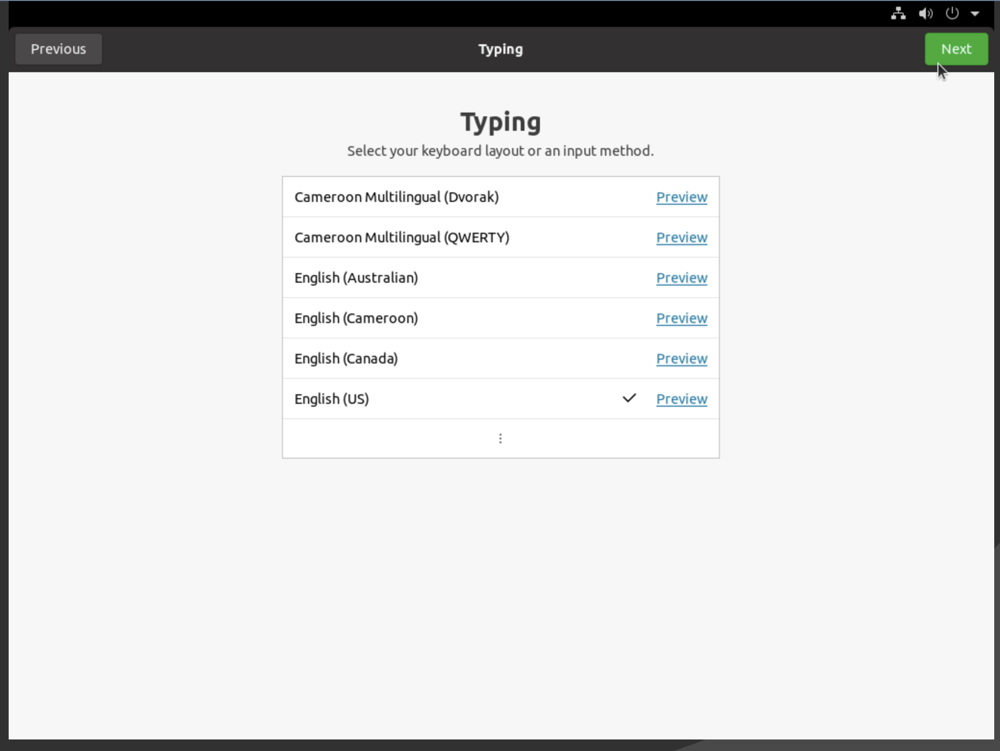 Previous
Typing
Next
Typing
Select your keyboard layout or an input method.
Cameroon Multilingual (Dvorak) Preview
Cameroon Multilingual (QWERTY) Preview
English (Australian) Preview
English (Cameroon) Preview
English (Canada) Preview
English (US) Preview